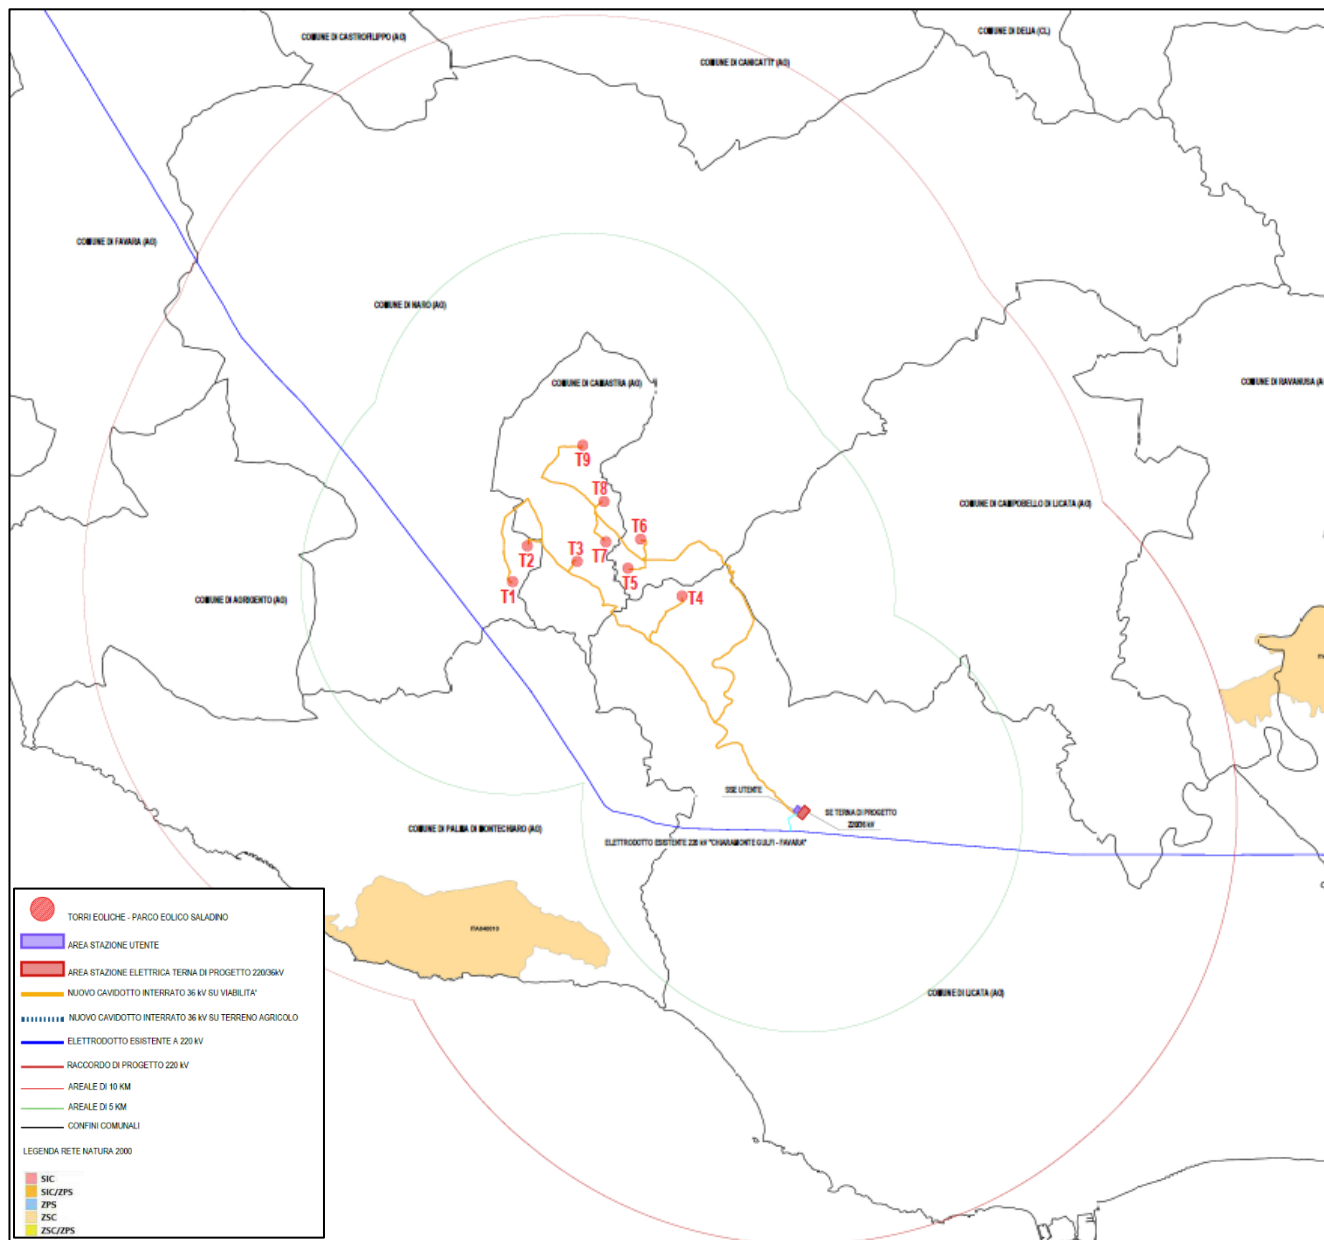 COMUNE DI CASTROFILIPPO (AG)
COMUNE DI DELIA (CL)
COMUNE DI CANICATTI' (AG)
COMUNE DI FAVARA (AG)
COMUNE DI NARO (AG)
COMUNE DI CAMASTRA (AG)
COMUNE DI RAVANUSA (AG
T9
T8
COMUNE DI CAMPOBELLO DI LICATA (AG)
T6
T2
T3
T7
T5
T1
T4
COMUNE DI AGRIGENTO (AG)
SSE UTENTE
SE TERNA DI PROGETTO
220/36 kV
COMUNE DI PALMA DI MONTECHIARO (AG)
ELETTRODOTTO ESISTENTE 220 kV "CHIARAMONTE GULFI - FAVARA"
COMUNE DI LICATA (AG)
TORRI EOLICHE - PARCO EOLICO SALADINO
AREA STAZIONE UTENTE
AREA STAZIONE ELETTRICA TERNA DI PROGETTO 220/36kV
NUOVO CAVIDOTTO INTERRATO 36 kV SU VIABILITA'
NUOVO CAVIDOTTO INTERRATO 36 kV SU TERRENO AGRICOLO
ELETTRODOTTO ESISTENTE A 220 kV
RACCORDO DI PROGETTO 220 kV
AREALE DI 10 KM
AREALE DI 5 KM
CONFINI COMUNALI
LEGENDA RETE NATURA 2000
SIC
SIC/ZPS
ZPS
ZSC
ZSC/ZPS